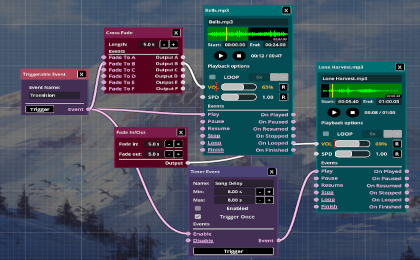 Triggerable Event
X
Event Name:
Transition
Trigger
Event
Cross Fade
X
Length:
5.0 s
-
+
Events
Fade to A
Output A
Fade to B
Output B
Fade to C
Output C
Fade to D
Output D
Fade to E
Output E
Fade to F
Output F
Fade In/Out
X
Fade in:
5.0 s
-
+
Fade out:
5.0 s
-
+
Output
Bells.mp3
X
Bells.mp3
Start:
00:00.00
End:
00:24.00
00:12 / 00:47
Playback options
LOOP
VOL
63%
R
SPD
1.00
R
Events
Play
On Played
Pause
On Paused
Resume
On Resumed
Stop
On Stopped
Loop
On Looped
Finish
On Finished
Timer Event
X
Name:
Song Delay
Min:
8.00 s
-
+
Max:
8.00 s
-
+
Enabled
Trigger Once
Events
Enable
Disable
Event
Trigger
Lone Harvest.mp3
X
Lone Harvest.mp3
Start:
00:05.40
End:
01:00.00
00:08 / 01:05
Playback options
LOOP
VOL
69%
R
SPD
1.00
R
Events
Play
On Played
Pause
On Paused
Resume
On Resumed
Stop
On Stopped
Loop
On Looped
Finish
On Finished